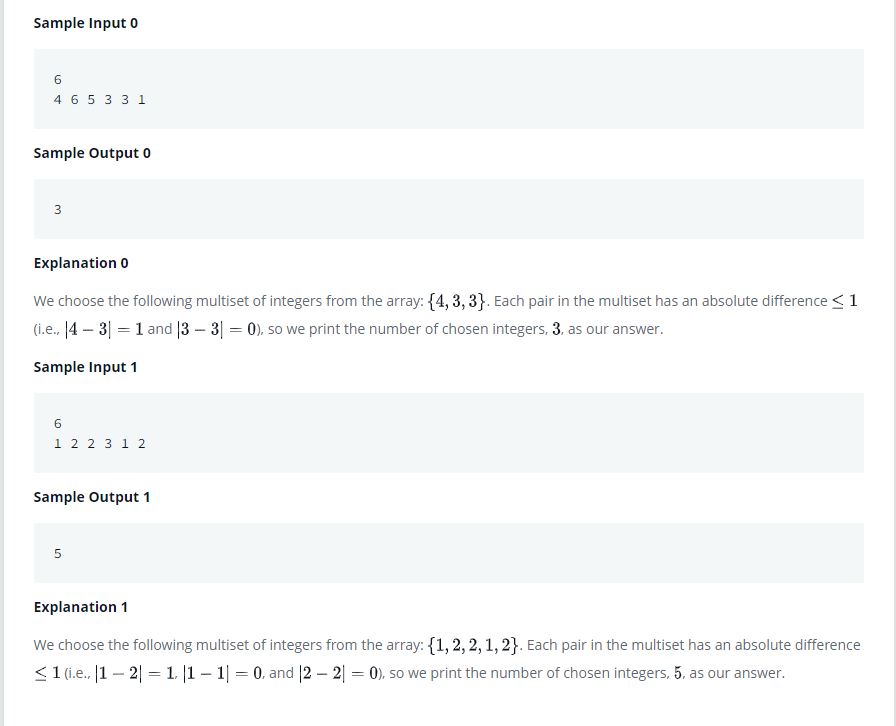 Sample Input 0
6
4 6 5 3 3 1
Sample Output 0
3
Explanation 0
We choose the following multiset of integers from the array: {4, 3, 3}. Each pair in the multiset has an absolute difference ≤ 1
(i.e., |4 − 3| = 1 and |3 − 3| = 0), so we print the number of chosen integers, 3, as our answer.
Sample Input 1
6
1 2 2 3 1 2
Sample Output 1
5
Explanation 1
We choose the following multiset of integers from the array: {1, 2, 2, 1, 2}. Each pair in the multiset has an absolute difference
≤ 1 (i.e., |1 − 2| = 1, |1 − 1| = 0, and |2 − 2| = 0), so we print the number of chosen integers, 5, as our answer.